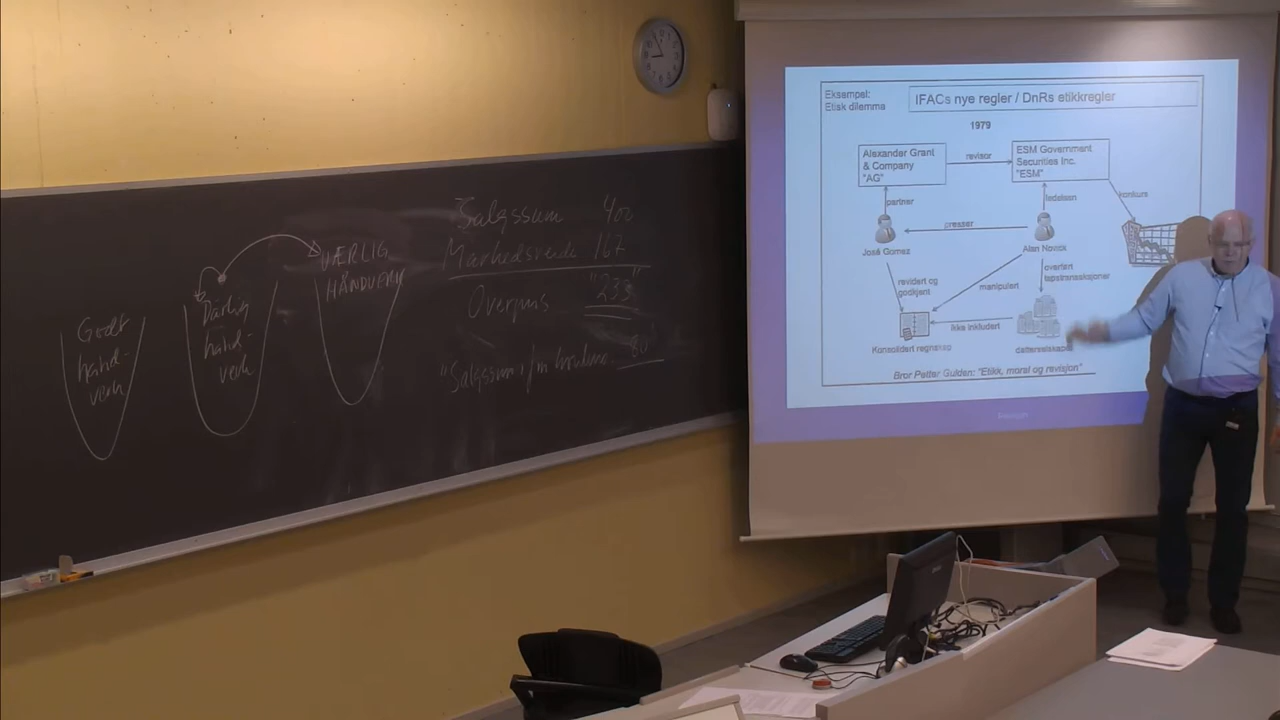 Godt
hånd-
verk
Dårlig
hånd-
verk
VÆRLIG
HÅNDVERK
Salgssum 400
Markedsverdi 167
Overpris "233"
"Salgssum
80
Eksempel:
Etisk dilemma
IFACs nye regler / DnRs etikkregler
1979
Alexander Grant
& Company
"AG"
revisor
ESM Government
Securities Inc.
"ESM"
partner
ledelsen
konkurs
presser
José Gomez
Alan Novick
revidert og
godkjent
manipulert
overført
tapstransaksjoner
ikke inkludert
Konsolidert regnskap
datterselskaper
Bror Petter Gulden: "Etikk, moral og revisjon"